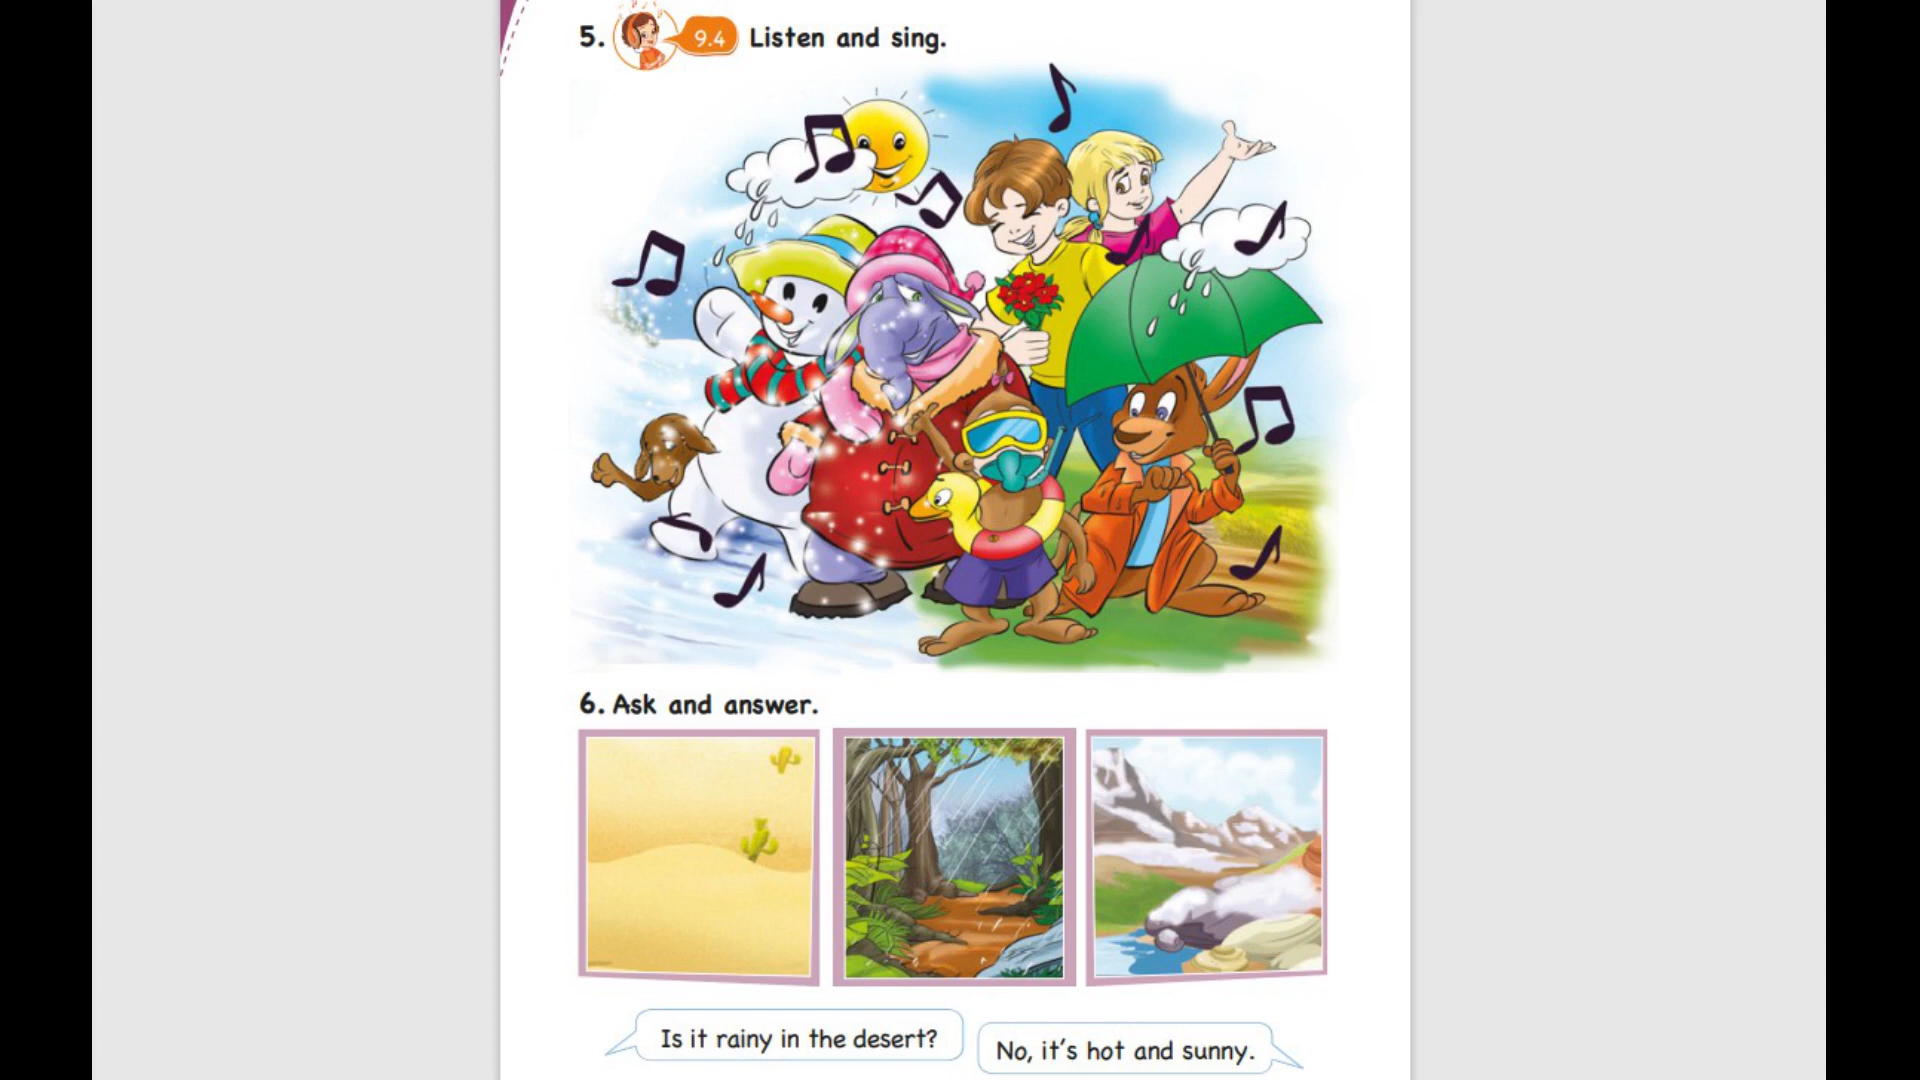 5. 9.4 Listen and sing.
6. Ask and answer.
Is it rainy in the desert?
No, it's hot and sunny.